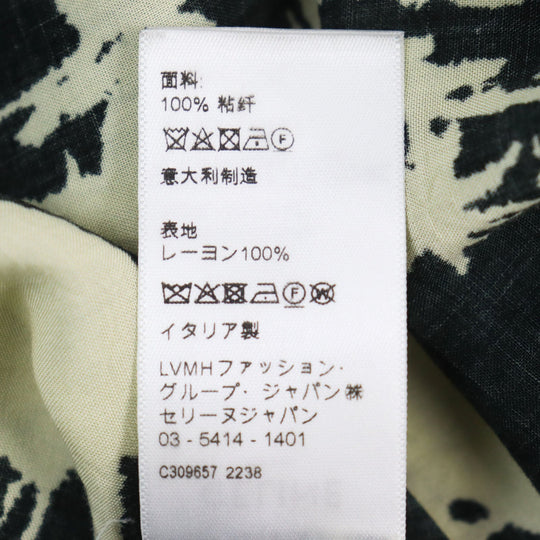 面料:
100% 粘纤
意大利制造
表地
レーヨン100%
イタリア製
LVMHファッション・
グループ・ジャパン㈱
セリーヌジャパン
03 - 5414 - 1401
C309657 2238